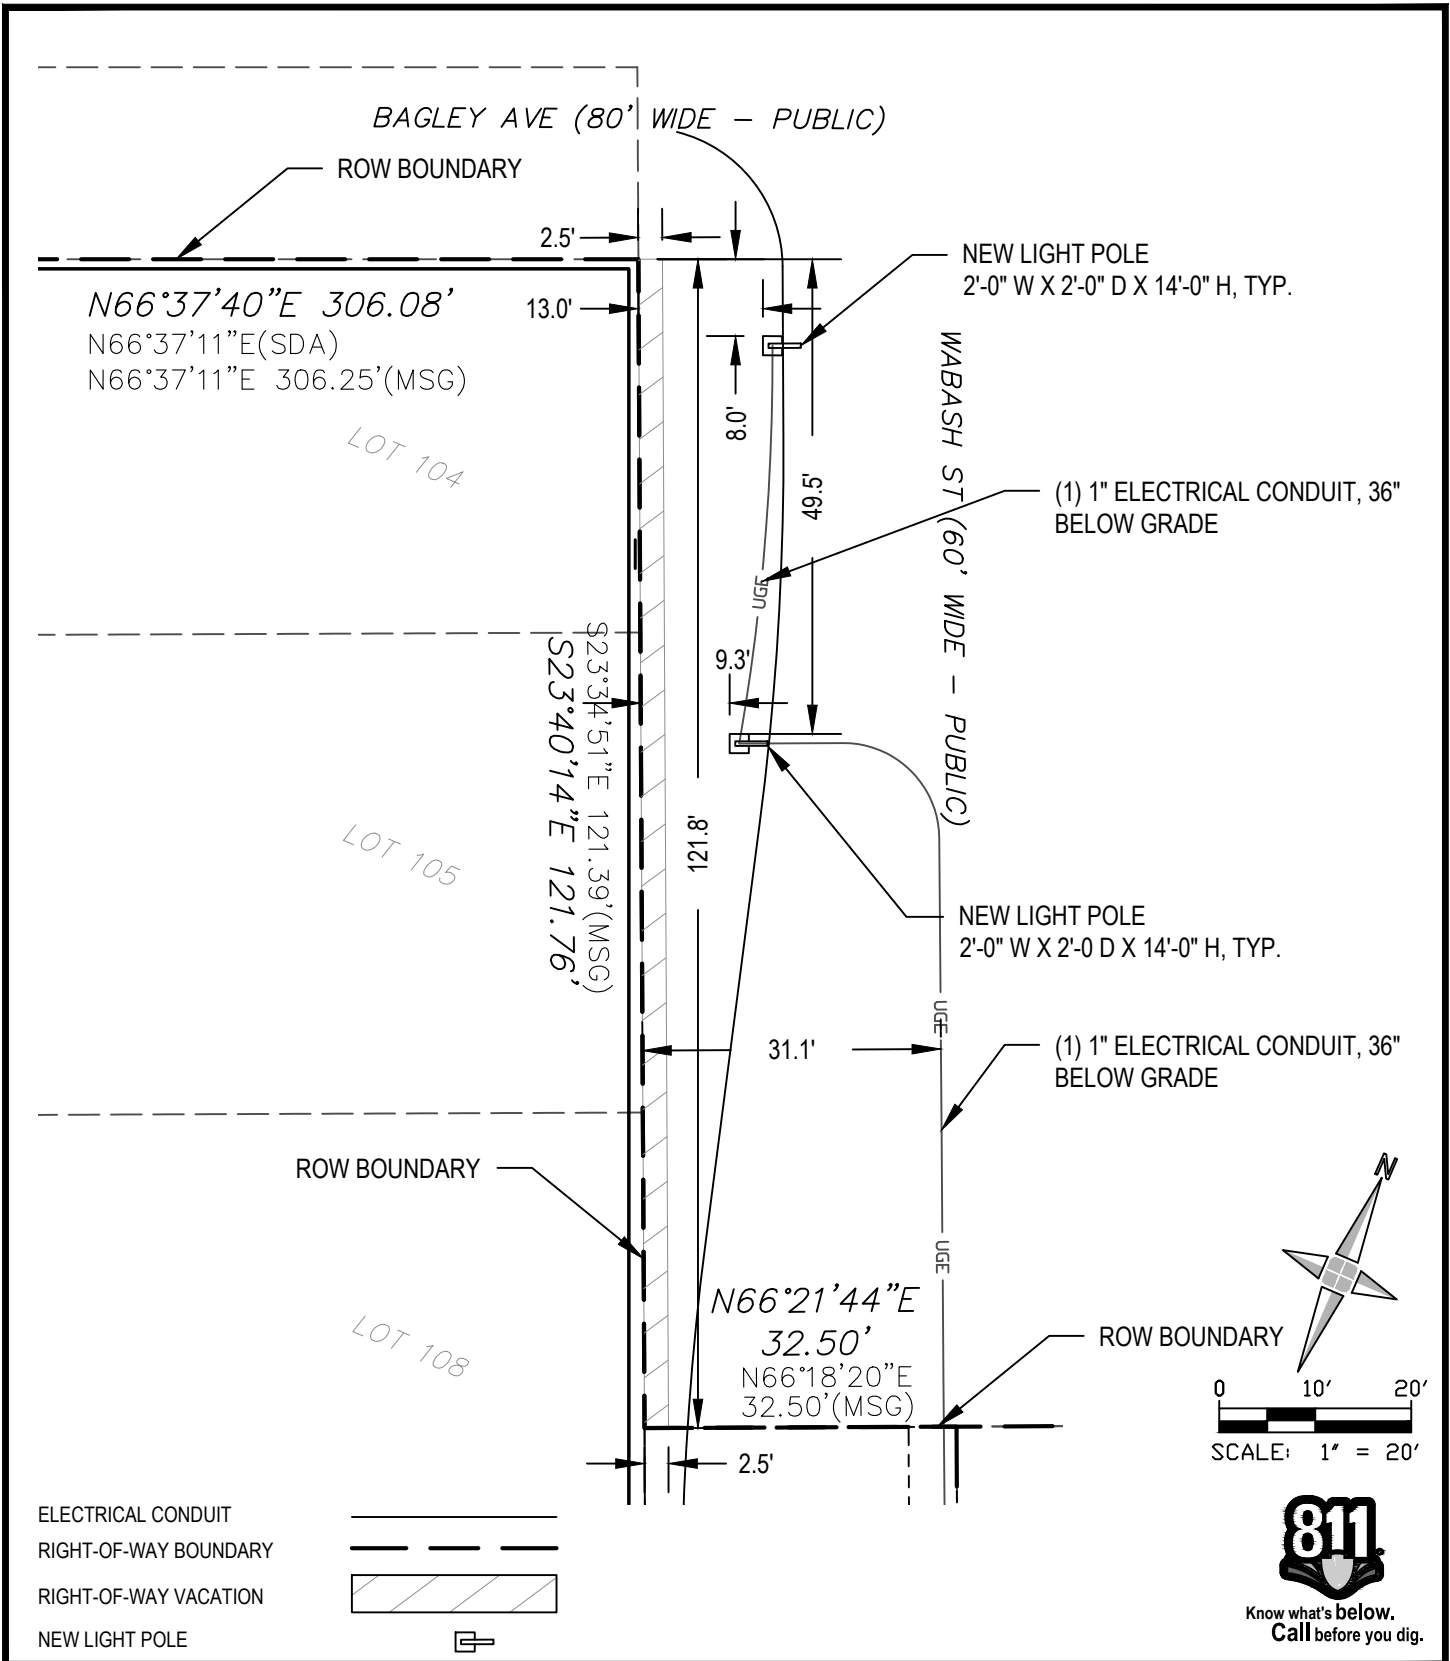 BAGLEY AVE (80' WIDE – PUBLIC)
ROW BOUNDARY
2.5'
NEW LIGHT POLE
2'-0" W X 2'-0" D X 14'-0" H, TYP.
N66°37'40"E 306.08'
13.0'
N66°37'11"E(SDA)
N66°37'11"E 306.25'(MSG)
8.0'
LOT 104
49.5'
WABASH ST (60' WIDE – PUBLIC)
(1) 1" ELECTRICAL CONDUIT, 36"
BELOW GRADE
UGE
9.3'
S23°34'51"E 121.39'(MSG)
S23°40'14"E 121.76'
121.8'
LOT 105
NEW LIGHT POLE
2'-0" W X 2'-0 D X 14'-0" H, TYP.
UGE
31.1'
(1) 1" ELECTRICAL CONDUIT, 36"
BELOW GRADE
ROW BOUNDARY
N
UGE
N66°21'44"E
32.50'
N66°18'20"E
32.50'(MSG)
LOT 108
ROW BOUNDARY
0 10' 20'
SCALE: 1" = 20'
2.5'
ELECTRICAL CONDUIT
RIGHT-OF-WAY BOUNDARY
RIGHT-OF-WAY VACATION
NEW LIGHT POLE
811
Know what's below.
Call before you dig.